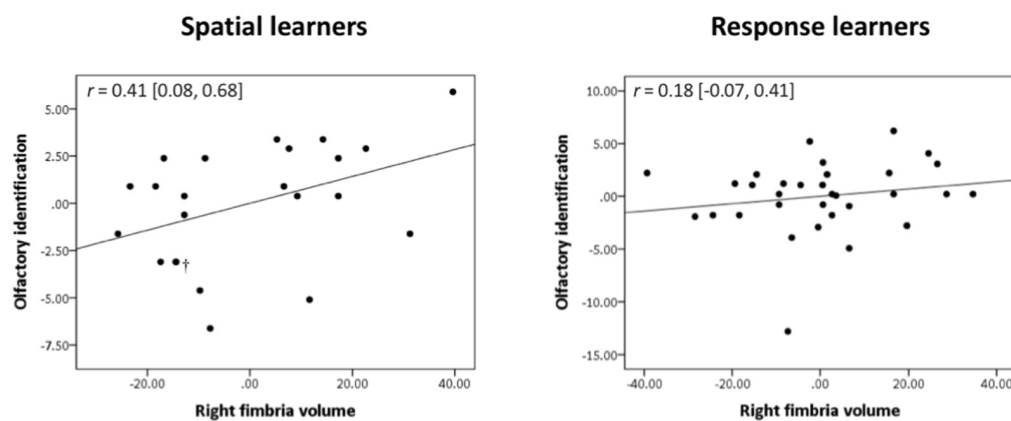 Spatial learners
r = 0.41 [0.08, 0.68]
5.00
2.50
.00
-2.50
-5.00
-7.50
†
Olfactory identification
-20.00 .00 20.00 40.00
Right fimbria volume
Response learners
r = 0.18 [-0.07, 0.41]
10.00
5.00
.00
-5.00
-10.00
-15.00
Olfactory identification
-40.00 -20.00 .00 20.00 40.00
Right fimbria volume